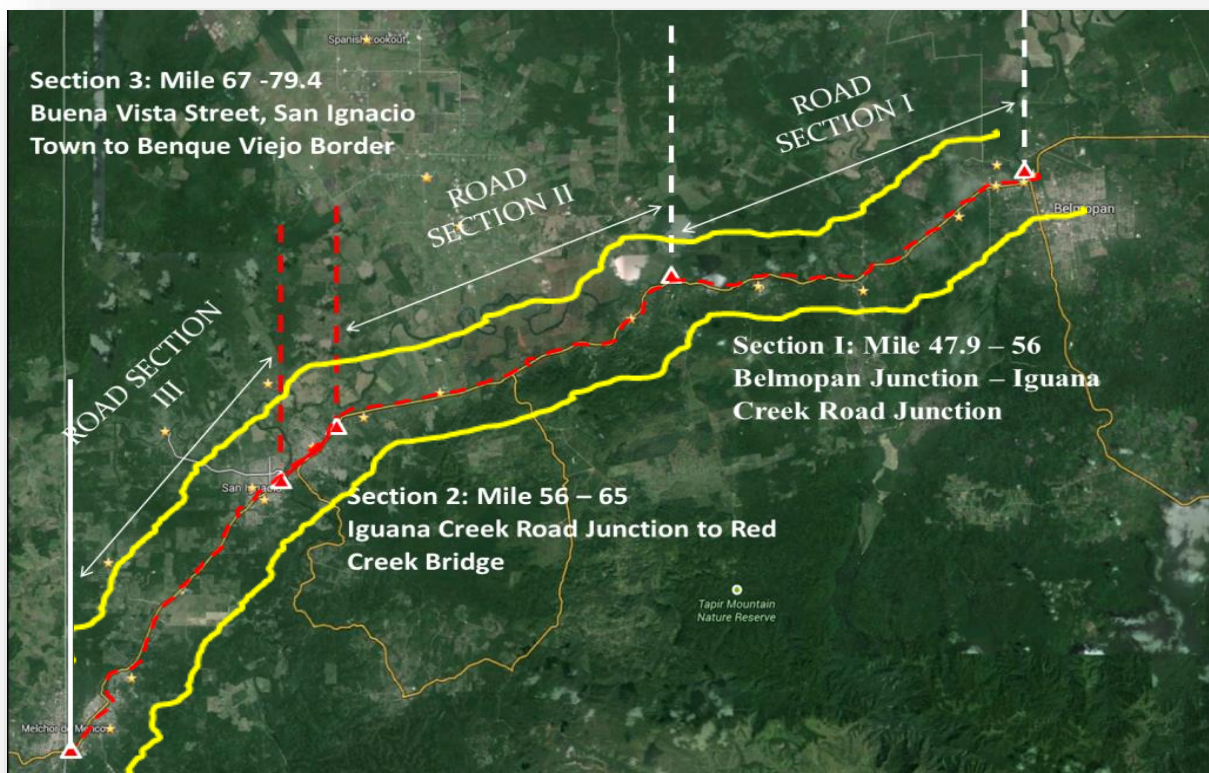 Spanish Lookout
Section 3: Mile 67 -79.4
Buena Vista Street, San Ignacio
Town to Benque Viejo Border
ROAD
SECTION I
ROAD
SECTION II
Belmopan
ROAD SECTION
III
Section I: Mile 47.9 – 56
Belmopan Junction – Iguana
Creek Road Junction
San Ignacio
Section 2: Mile 56 – 65
Iguana Creek Road Junction to Red
Creek Bridge
Tapir Mountain
Nature Reserve
Melchor de Mencos